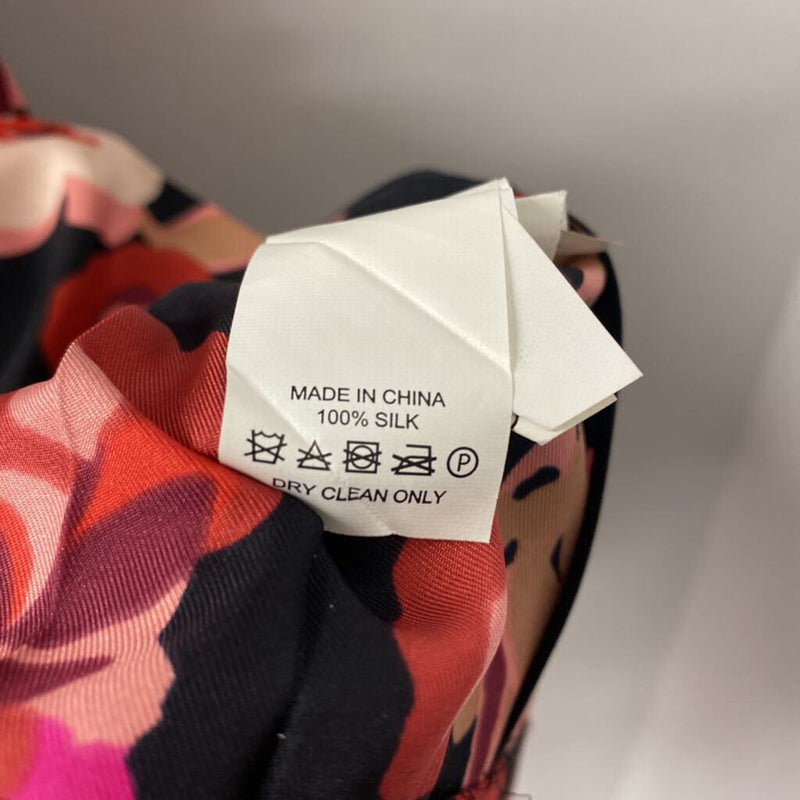 MADE IN CHINA
100% SILK
P
DRY CLEAN ONLY